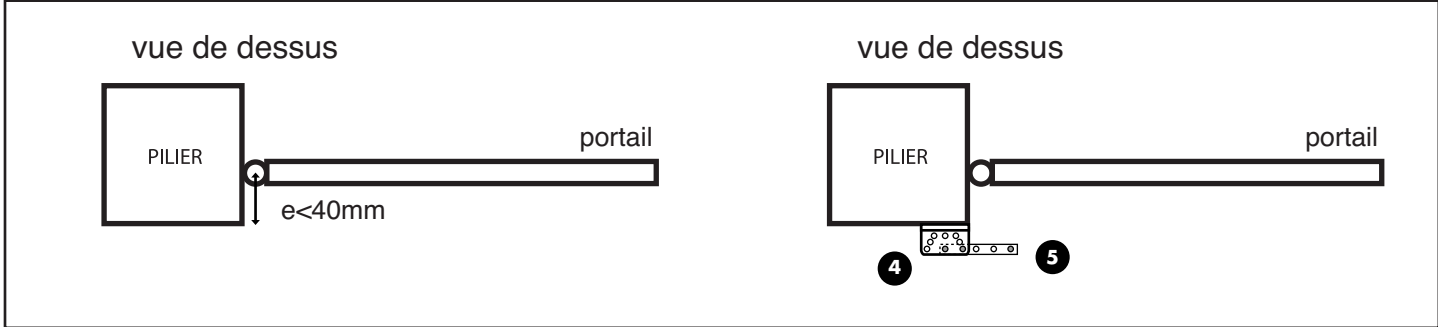 vue de dessus
PILIER
portail
e<40mm
vue de dessus
PILIER
portail
4
5